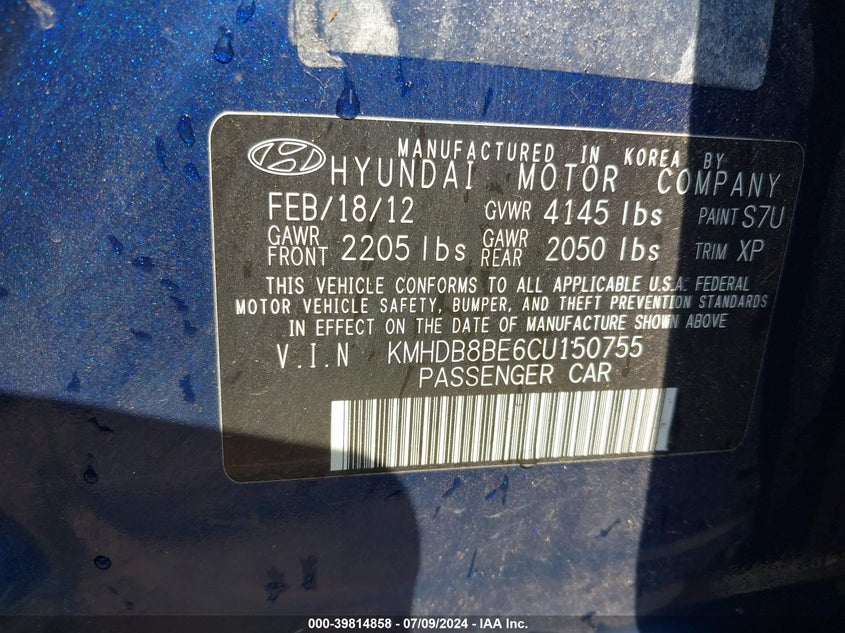 MANUFACTURED IN KOREA BY
HYUNDAI MOTOR COMPANY
FEB/18/12 GVWR 4145 lbs PAINT S7U
GAWR FRONT 2205 lbs GAWR REAR 2050 lbs TRIM XP
THIS VEHICLE CONFORMS TO ALL APPLICABLE U.S.A. FEDERAL
MOTOR VEHICLE SAFETY, BUMPER, AND THEFT PREVENTION STANDARDS
IN EFFECT ON THE DATE OF MANUFACTURE SHOWN ABOVE
V.I.N KMHDB8BE6CU150755
PASSENGER CAR
000-39814858 - 07/09/2024 - IAA Inc.